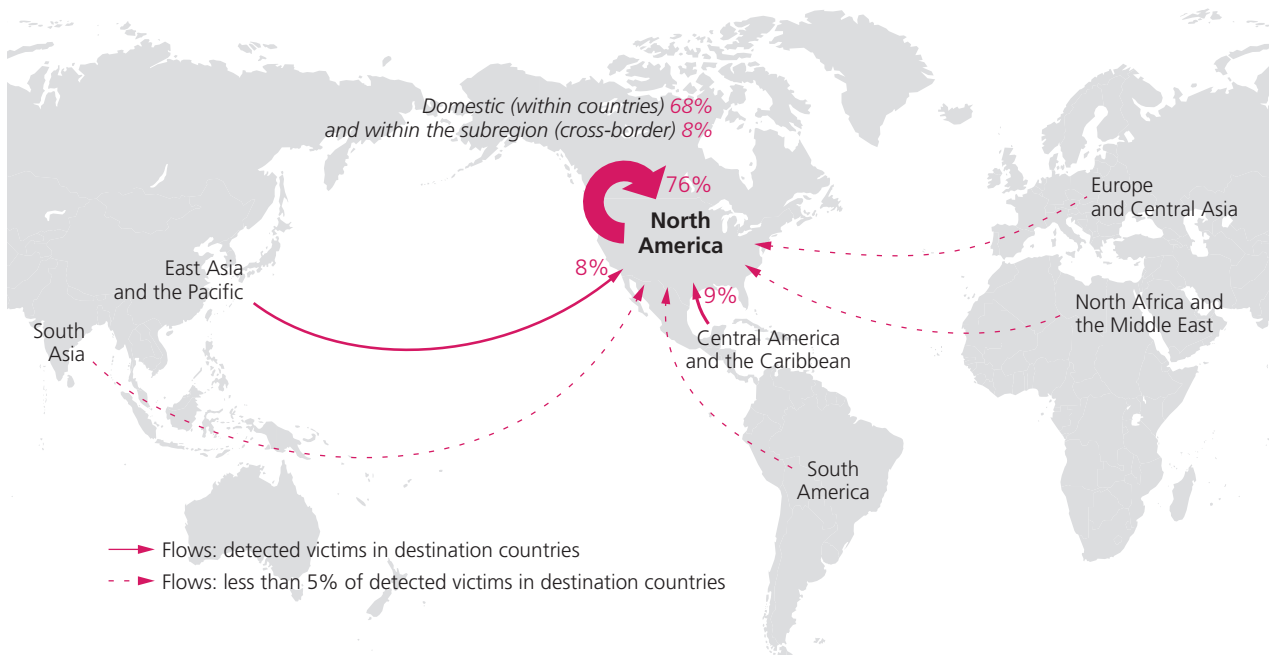 Domestic (within countries) 68%
and within the subregion (cross-border) 8%
76%
North
America
Europe
and Central Asia
8%
East Asia
and the Pacific
9%
North Africa and
the Middle East
South
Asia
Central America
and the Caribbean
South
America
Flows: detected victims in destination countries
Flows: less than 5% of detected victims in destination countries